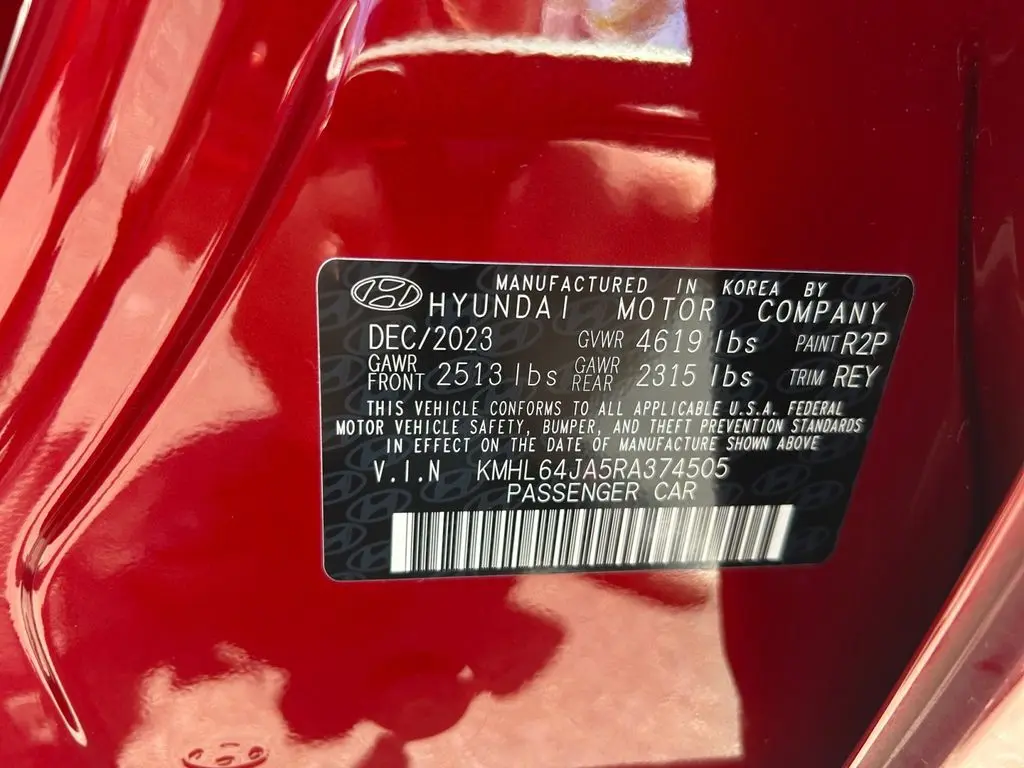 MANUFACTURED IN KOREA BY
HYUNDAI MOTOR COMPANY
DEC/2023 GVWR 4619 lbs PAINT R2P
GAWR FRONT 2513 lbs GAWR REAR 2315 lbs TRIM REY
THIS VEHICLE CONFORMS TO ALL APPLICABLE U.S.A. FEDERAL
MOTOR VEHICLE SAFETY, BUMPER, AND THEFT PREVENTION STANDARDS
IN EFFECT ON THE DATE OF MANUFACTURE SHOWN ABOVE
V.I.N KMHL64JA5RA374505
PASSENGER CAR